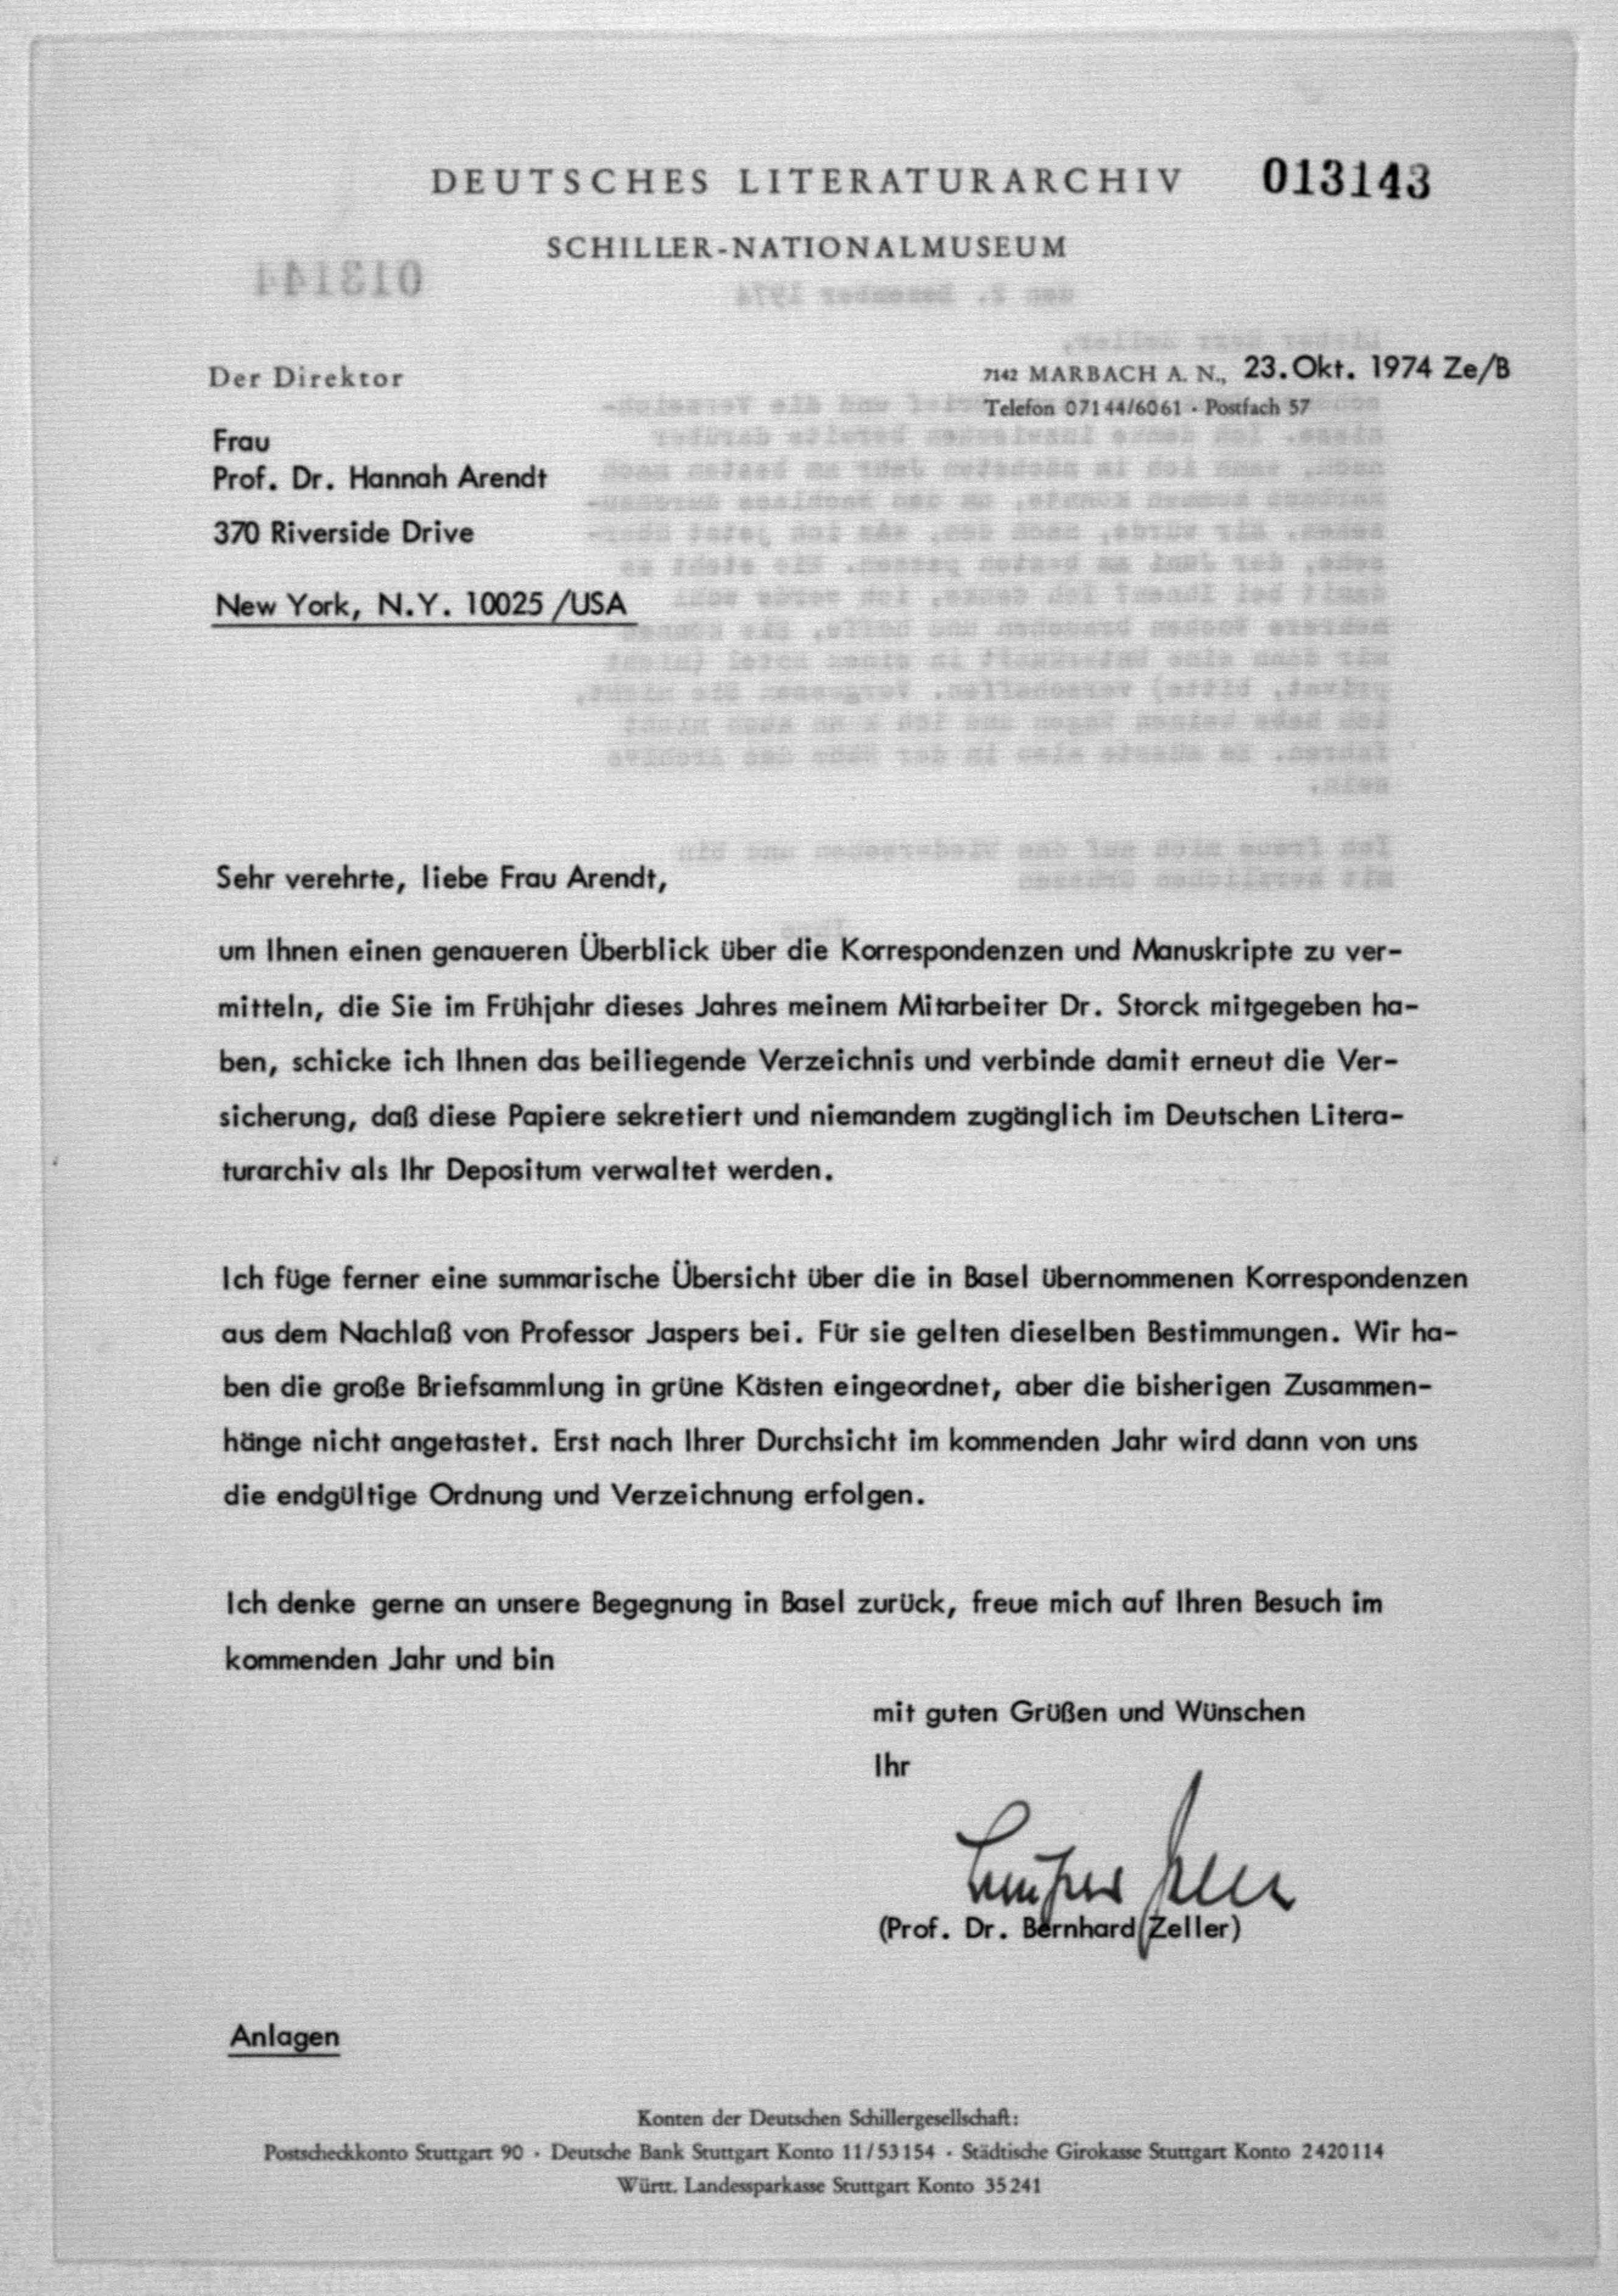 DEUTSCHES LITERATURARCHIV 013143
SCHILLER-NATIONALMUSEUM
Der Direktor
7142 MARBACH A. N., 23. Okt. 1974 Ze/B
Telefon 07144/6061 · Postfach 57
Frau
Prof. Dr. Hannah Arendt
370 Riverside Drive
New York, N.Y. 10025 /USA
Sehr verehrte, liebe Frau Arendt,
um Ihnen einen genaueren Überblick über die Korrespondenzen und Manuskripte zu ver-
mitteln, die Sie im Frühjahr dieses Jahres meinem Mitarbeiter Dr. Storck mitgegeben ha-
ben, schicke ich Ihnen das beiliegende Verzeichnis und verbinde damit erneut die Ver-
sicherung, daß diese Papiere sekretiert und niemandem zugänglich im Deutschen Litera-
turarchiv als Ihr Depositum verwaltet werden.
Ich füge ferner eine summarische Übersicht über die in Basel übernommenen Korrespondenzen
aus dem Nachlaß von Professor Jaspers bei. Für sie gelten dieselben Bestimmungen. Wir ha-
ben die große Briefsammlung in grüne Kästen eingeordnet, aber die bisherigen Zusammen-
hänge nicht angetastet. Erst nach Ihrer Durchsicht im kommenden Jahr wird dann von uns
die endgültige Ordnung und Verzeichnung erfolgen.
Ich denke gerne an unsere Begegnung in Basel zurück, freue mich auf Ihren Besuch im
kommenden Jahr und bin
mit guten Grüßen und Wünschen
Ihr
(Prof. Dr. Bernhard Zeller)
Anlagen
Konten der Deutschen Schillergesellschaft:
Postscheckkonto Stuttgart 90 · Deutsche Bank Stuttgart Konto 11/53154 · Städtische Girokasse Stuttgart Konto 2420114
Württ. Landessparkasse Stuttgart Konto 35241